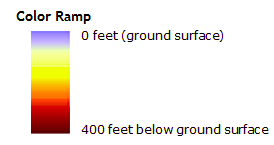 Color Ramp
0 feet (ground surface)
400 feet below ground surface